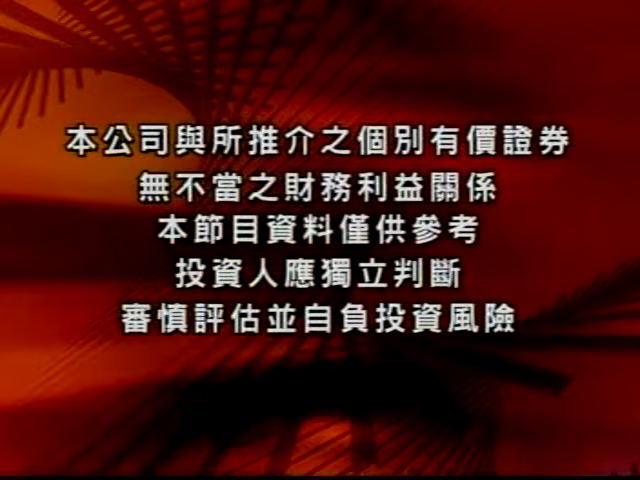 本公司與所推介之個別有價證券
無不當之財務利益關係
本節目資料僅供參考
投資人應獨立判斷
審慎評估並自負投資風險